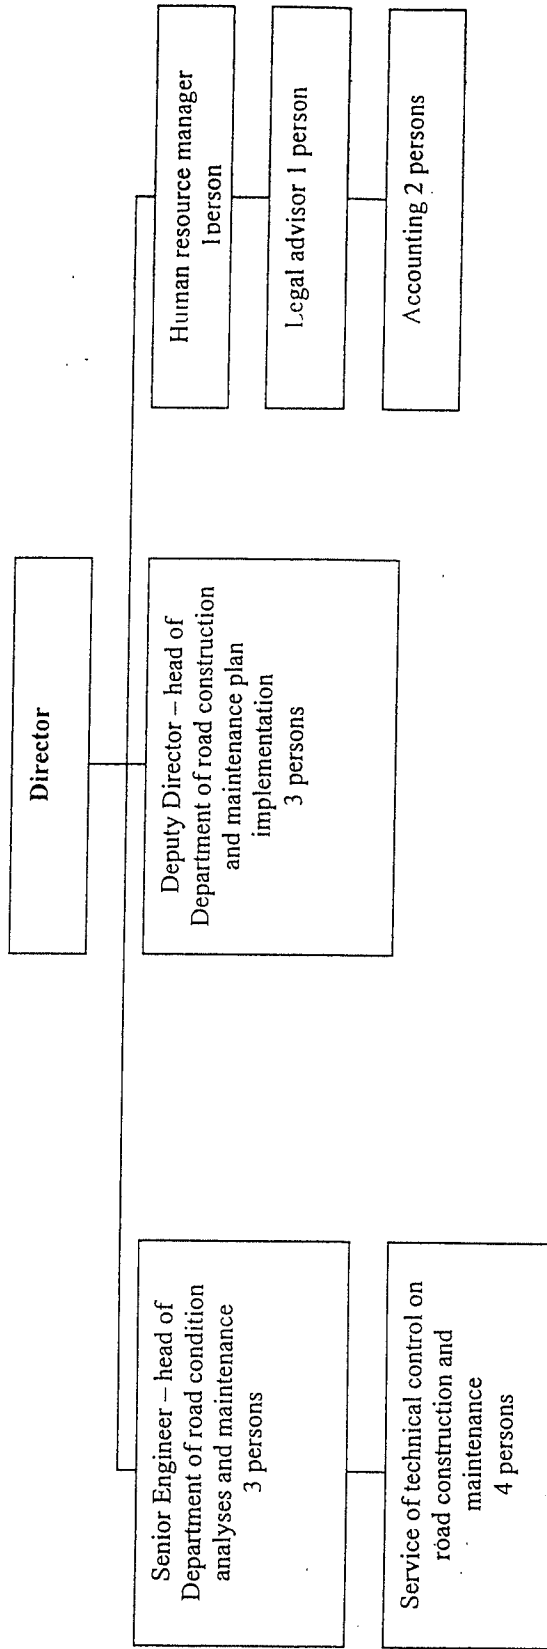 Director
Senior Engineer – head of
Department of road condition
analyses and maintenance
3 persons
Service of technical control on
road construction and
maintenance
4 persons
Deputy Director – head of
Department of road construction
and maintenance plan
implementation
3 persons
Human resource manager
1person
Legal advisor 1 person
Accounting 2 persons